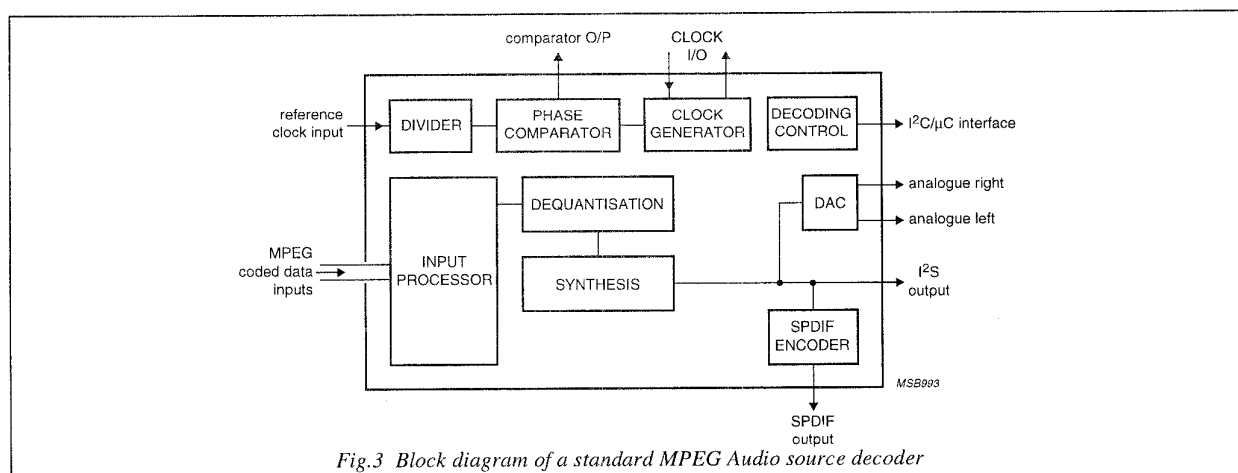 comparator O/P
CLOCK
I/O
reference
clock input
DIVIDER
PHASE
COMPARATOR
CLOCK
GENERATOR
DECODING
CONTROL
I²C/µC interface
MPEG
coded data
inputs
INPUT
PROCESSOR
DEQUANTISATION
SYNTHESIS
DAC
analogue right
analogue left
I²S
output
SPDIF
ENCODER
MSB993
SPDIF
output
Fig.3 Block diagram of a standard MPEG Audio source decoder